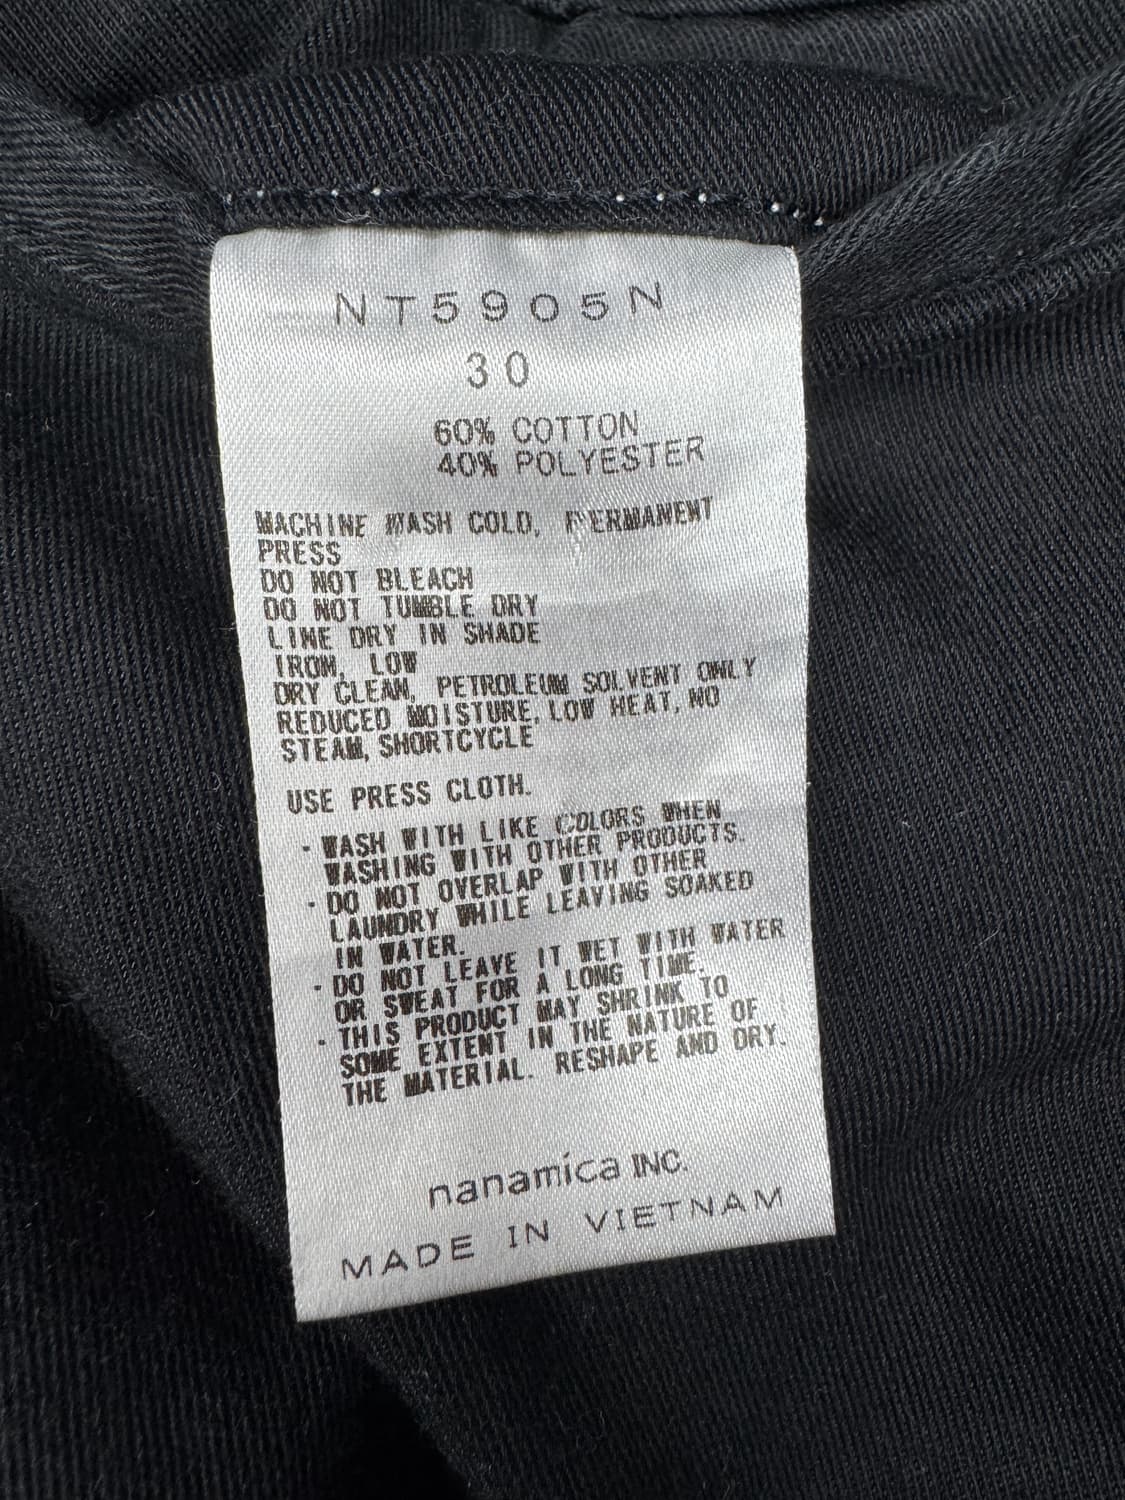 NT5905N
30
60% COTTON
40% POLYESTER
MACHINE WASH COLD, PERMANENT
PRESS
DO NOT BLEACH
DO NOT TUMBLE DRY
LINE DRY IN SHADE
IRON, LOW
DRY CLEAN, PETROLEUM SOLVENT ONLY
REDUCED MOISTURE, LOW HEAT, NO
STEAM, SHORTCYCLE
USE PRESS CLOTH.
· WASH WITH LIKE COLORS WHEN
WASHING WITH OTHER PRODUCTS.
· DO NOT OVERLAP WITH OTHER
LAUNDRY WHILE LEAVING SOAKED
IN WATER.
· DO NOT LEAVE IT WET WITH WATER
OR SWEAT FOR A LONG TIME.
· THIS PRODUCT MAY SHRINK TO
SOME EXTENT IN THE NATURE OF
THE MATERIAL. RESHAPE AND DRY.
nanamica INC.
MADE IN VIETNAM